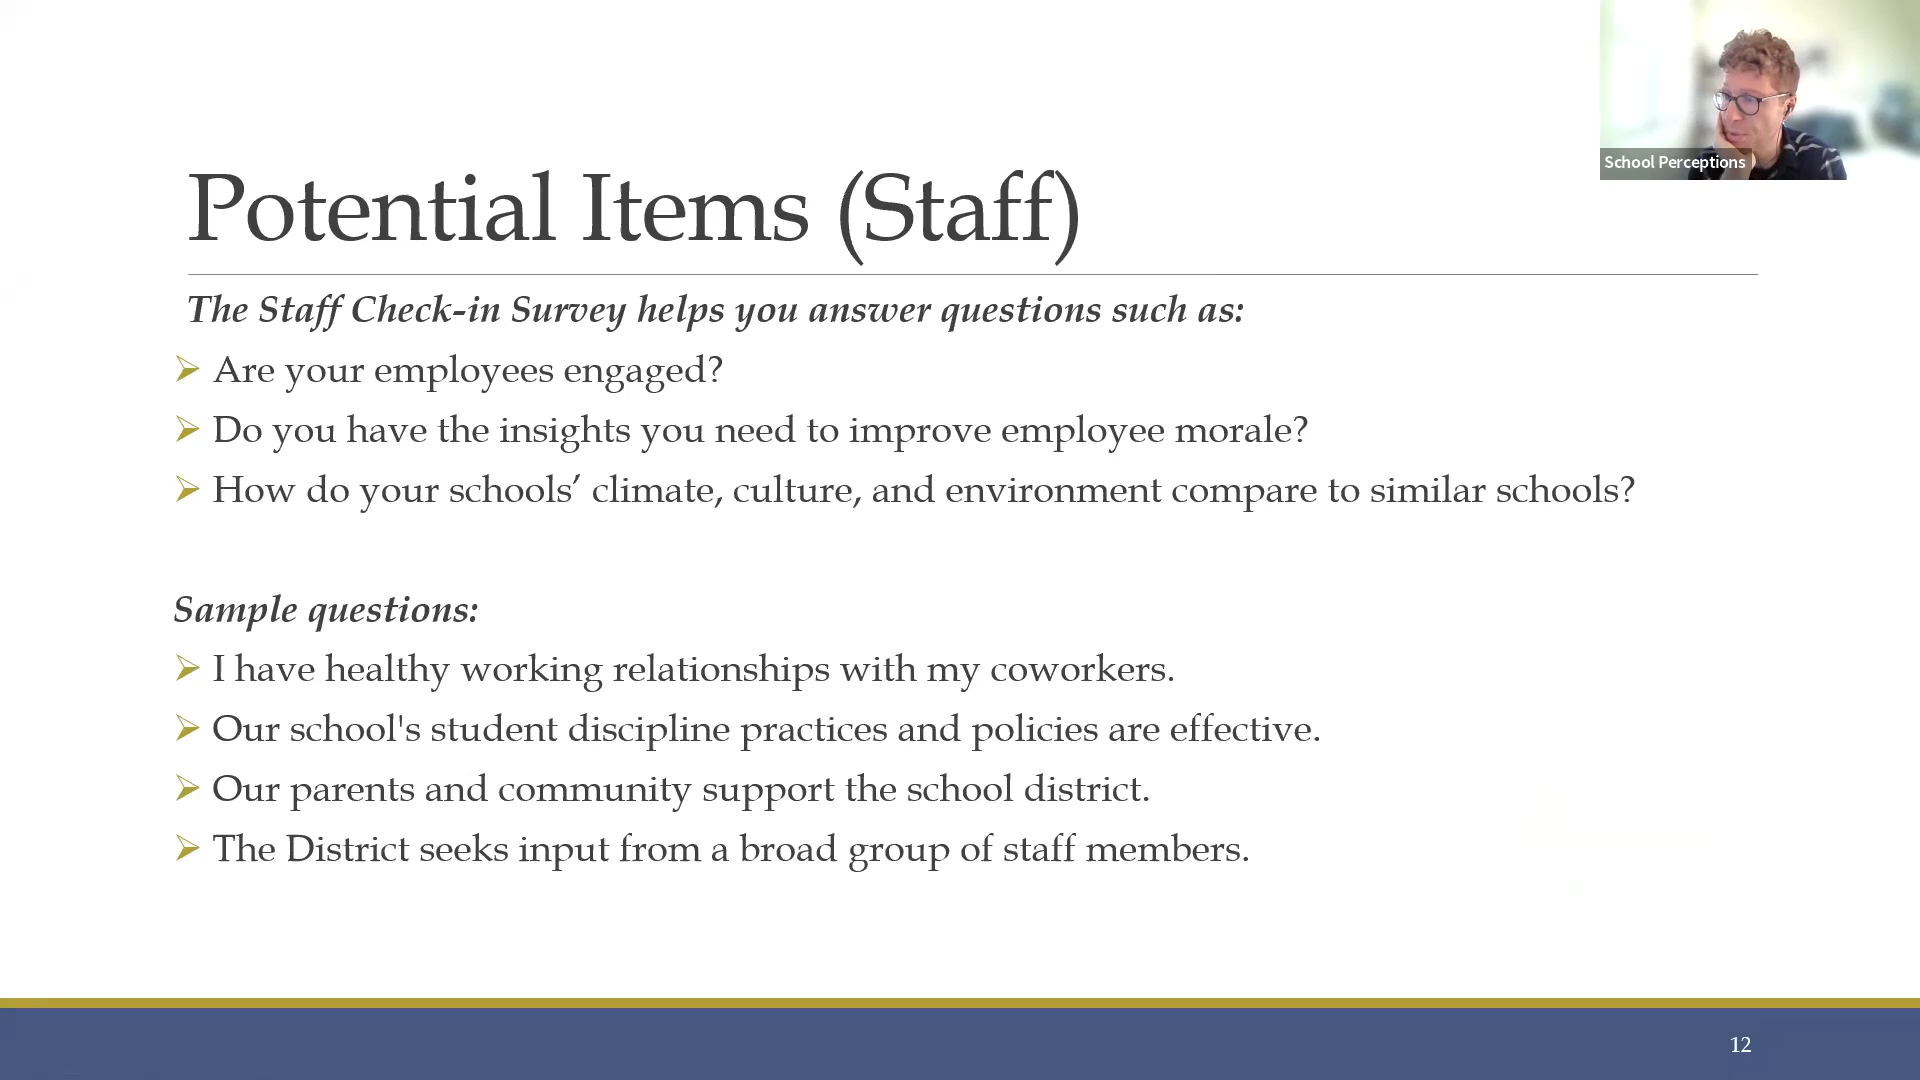 School Perceptions
Potential Items (Staff)
The Staff Check-in Survey helps you answer questions such as:
Are your employees engaged?
Do you have the insights you need to improve employee morale?
How do your schools’ climate, culture, and environment compare to similar schools?
Sample questions:
I have healthy working relationships with my coworkers.
Our school's student discipline practices and policies are effective.
Our parents and community support the school district.
The District seeks input from a broad group of staff members.
12